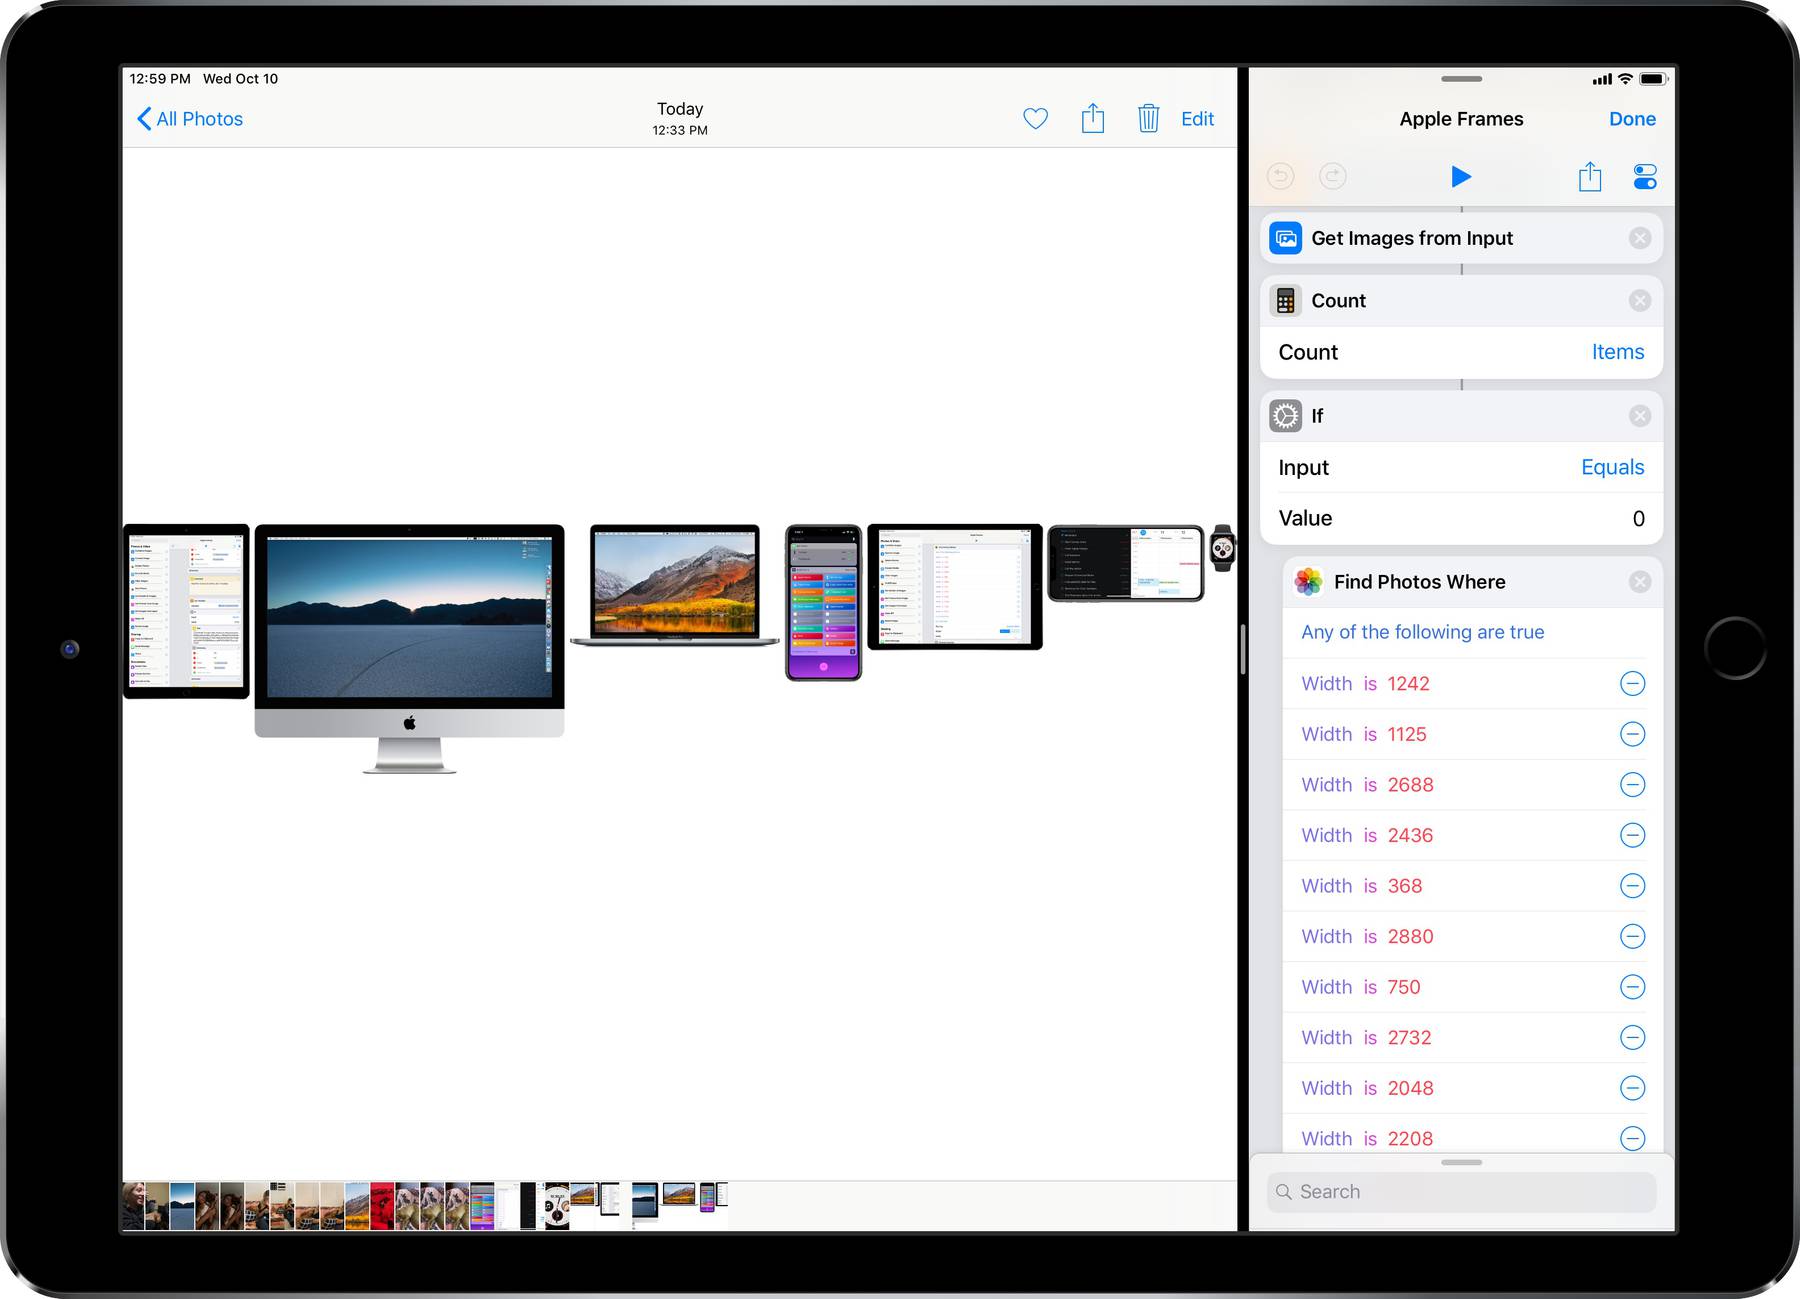 12:59 PM Wed Oct 10
All Photos
Today
12:33 PM
Edit
Apple Frames
Done
Get Images from Input
Count
Count Items
If
Input Equals
Value 0
Find Photos Where
Any of the following are true
Width is 1242
Width is 1125
Width is 2688
Width is 2436
Width is 368
Width is 2880
Width is 750
Width is 2732
Width is 2048
Width is 2208
Search